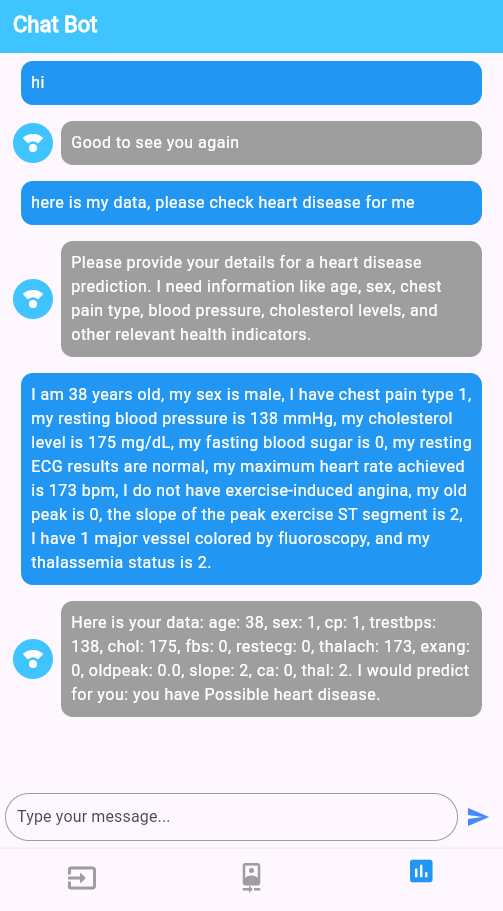 Chat Bot
hi
Good to see you again
here is my data, please check heart disease for me
Please provide your details for a heart disease
prediction. I need information like age, sex, chest
pain type, blood pressure, cholesterol levels, and
other relevant health indicators.
I am 38 years old, my sex is male, I have chest pain type 1,
my resting blood pressure is 138 mmHg, my cholesterol
level is 175 mg/dL, my fasting blood sugar is 0, my resting
ECG results are normal, my maximum heart rate achieved
is 173 bpm, I do not have exercise-induced angina, my old
peak is 0, the slope of the peak exercise ST segment is 2,
I have 1 major vessel colored by fluoroscopy, and my
thalassemia status is 2.
Here is your data: age: 38, sex: 1, cp: 1, trestbps:
138, chol: 175, fbs: 0, restecg: 0, thalach: 173, exang:
0, oldpeak: 0.0, slope: 2, ca: 0, thal: 2. I would predict
for you: you have Possible heart disease.
Type your message...